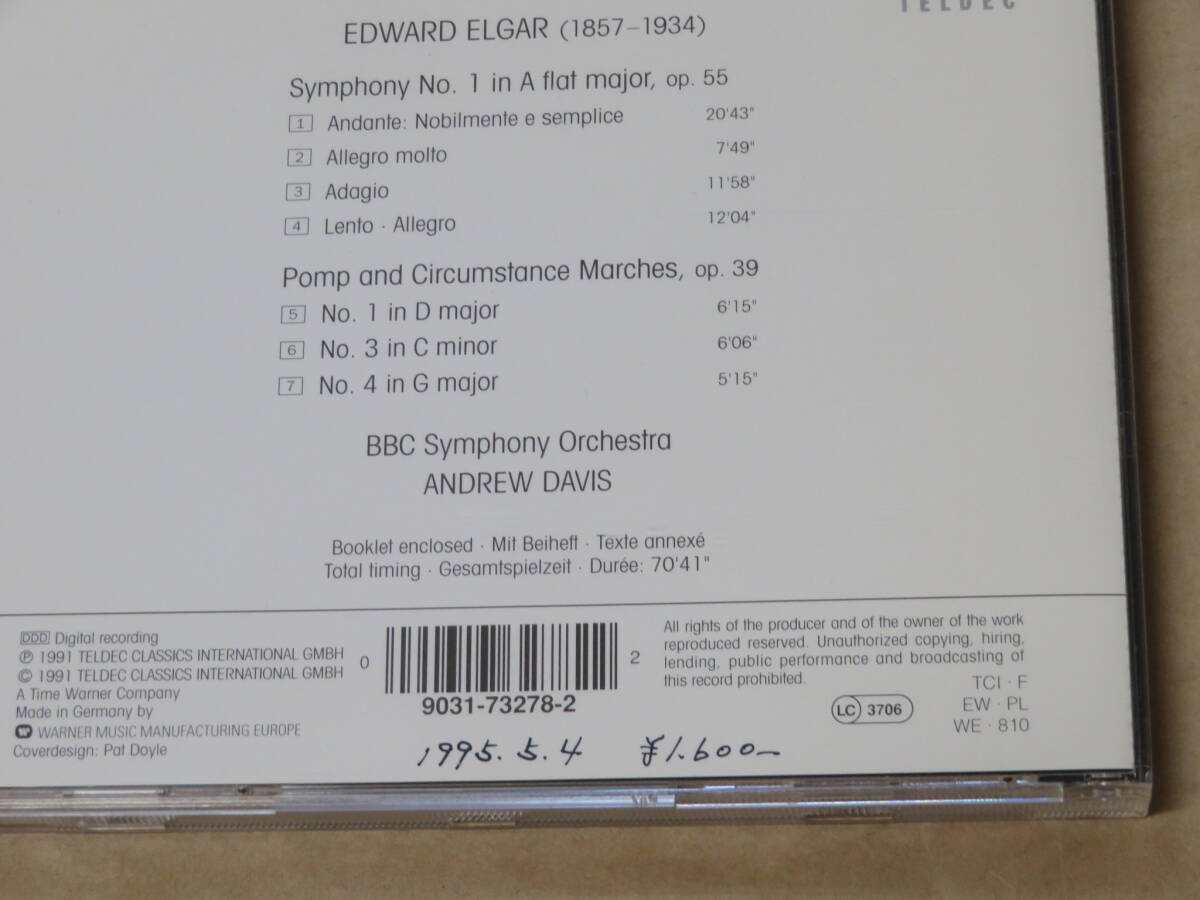 TELDEC
EDWARD ELGAR (1857–1934)
Symphony No. 1 in A flat major, op. 55
1 Andante: Nobilmente e semplice 20'43"
2 Allegro molto 7'49"
3 Adagio 11'58"
4 Lento · Allegro 12'04"
Pomp and Circumstance Marches, op. 39
5 No. 1 in D major 6'15"
6 No. 3 in C minor 6'06"
7 No. 4 in G major 5'15"
BBC Symphony Orchestra
ANDREW DAVIS
Booklet enclosed · Mit Beiheft · Texte annexé
Total timing · Gesamtspielzeit · Durée: 70'41"
DDD Digital recording
℗ 1991 TELDEC CLASSICS INTERNATIONAL GMBH
© 1991 TELDEC CLASSICS INTERNATIONAL GMBH
A Time Warner Company
Made in Germany by
WARNER MUSIC MANUFACTURING EUROPE
Coverdesign: Pat Doyle
0 2
9031-73278-2
All rights of the producer and of the owner of the work
reproduced reserved. Unauthorized copying, hiring,
lending, public performance and broadcasting of
this record prohibited.
LC 3706
TCI · F
EW · PL
WE · 810
1995. 5. 4 ¥1.600-